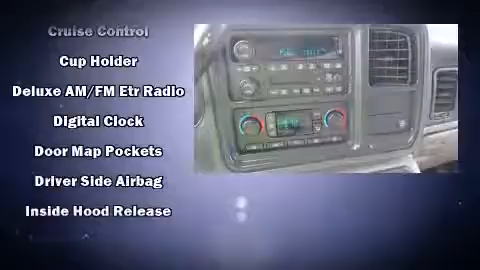 Cruise Control
Cup Holder
Deluxe AM/FM Etr Radio
Digital Clock
Door Map Pockets
Driver Side Airbag
Inside Hood Release